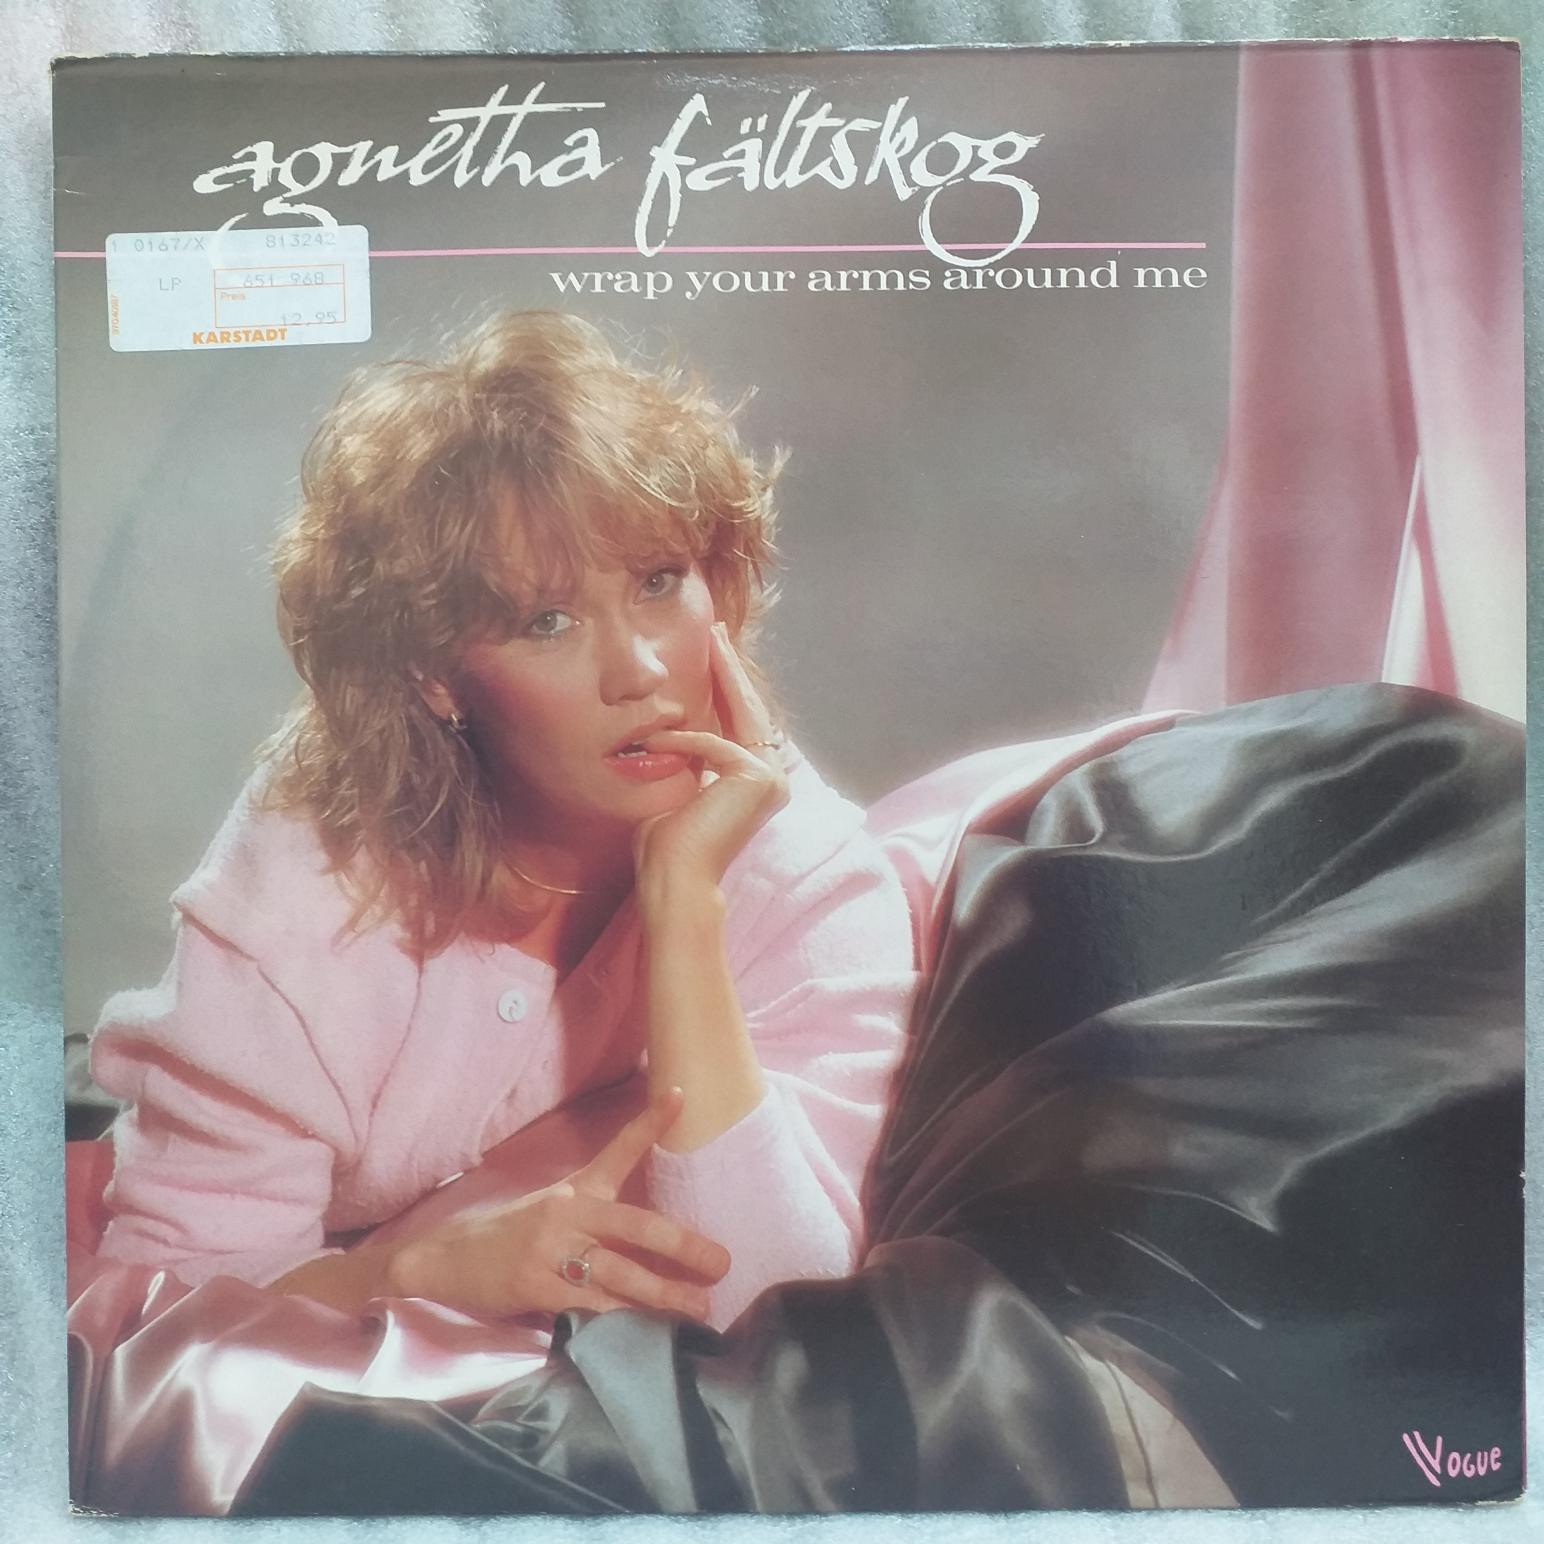 agnetha fältskog
wrap your arms around me
1 0167/X 813242
LP 651 968
Preis
12,95
KARSTADT
Vogue